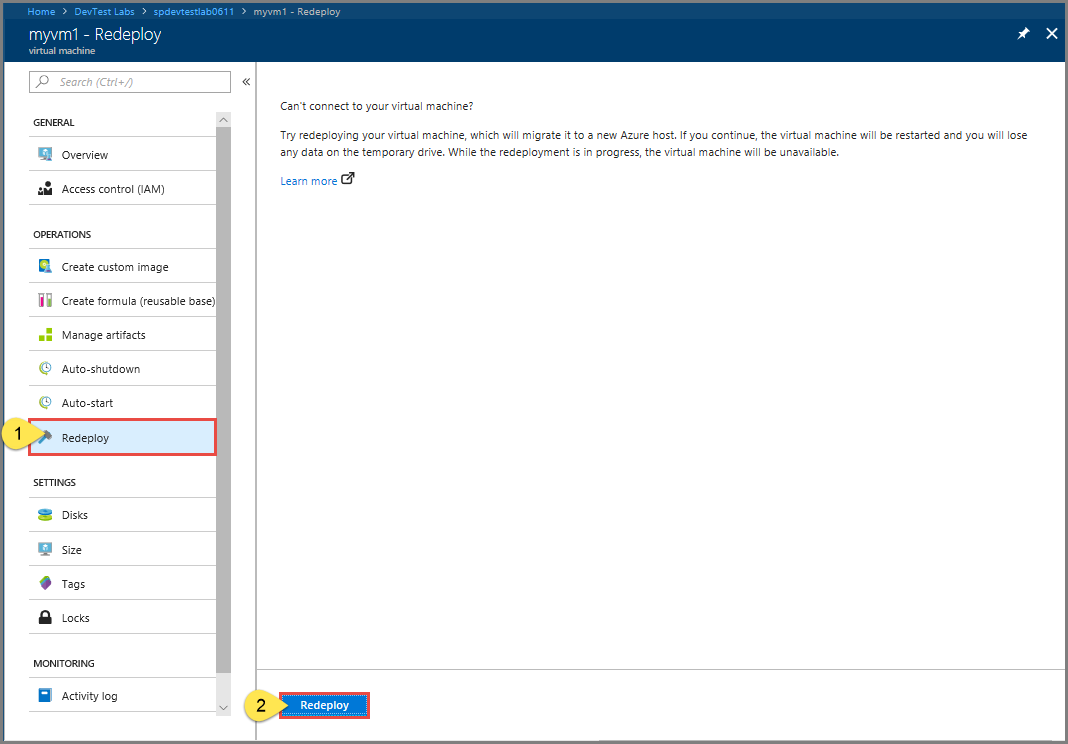 Home > DevTest Labs > spdevtestlab0611 > myvm1 - Redeploy
myvm1 - Redeploy
virtual machine
Search (Ctrl+/)
«
GENERAL
Overview
Access control (IAM)
OPERATIONS
Create custom image
Create formula (reusable base)
Manage artifacts
Auto-shutdown
Auto-start
1
Redeploy
SETTINGS
Disks
Size
Tags
Locks
MONITORING
Activity log
Can't connect to your virtual machine?
Try redeploying your virtual machine, which will migrate it to a new Azure host. If you continue, the virtual machine will be restarted and you will lose
any data on the temporary drive. While the redeployment is in progress, the virtual machine will be unavailable.
Learn more
2
Redeploy